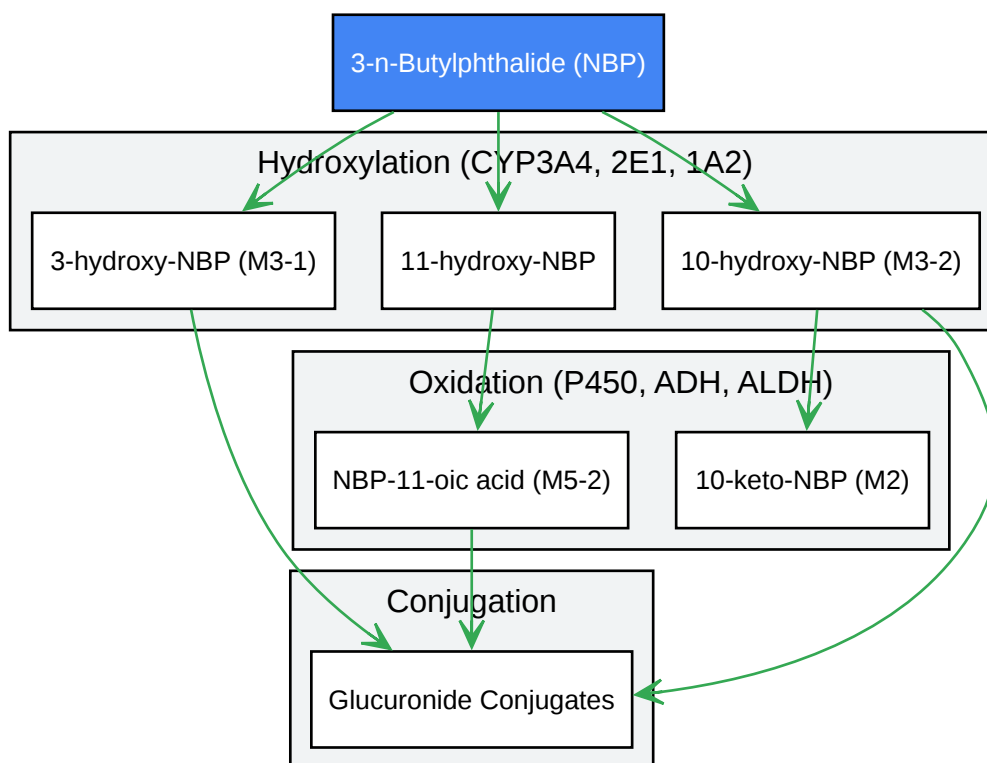 3-n-Butylphthalide (NBP)
Hydroxylation (CYP3A4, 2E1, 1A2)
3-hydroxy-NBP (M3-1)
11-hydroxy-NBP
10-hydroxy-NBP (M3-2)
Oxidation (P450, ADH, ALDH)
NBP-11-oic acid (M5-2)
10-keto-NBP (M2)
Conjugation
Glucuronide Conjugates